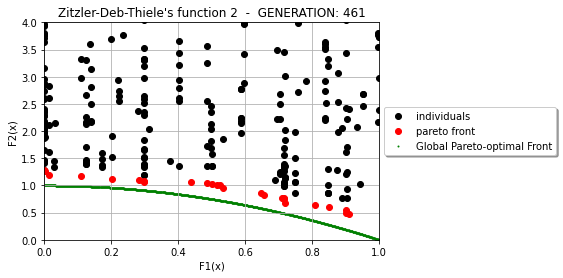 Zitzler-Deb-Thiele's function 2 - GENERATION: 461
F2(x)
4.0
3.5
3.0
2.5
2.0
1.5
1.0
0.5
0.0
0.0 0.2 0.4 0.6 0.8 1.0
F1(x)
individuals
pareto front
Global Pareto-optimal Front